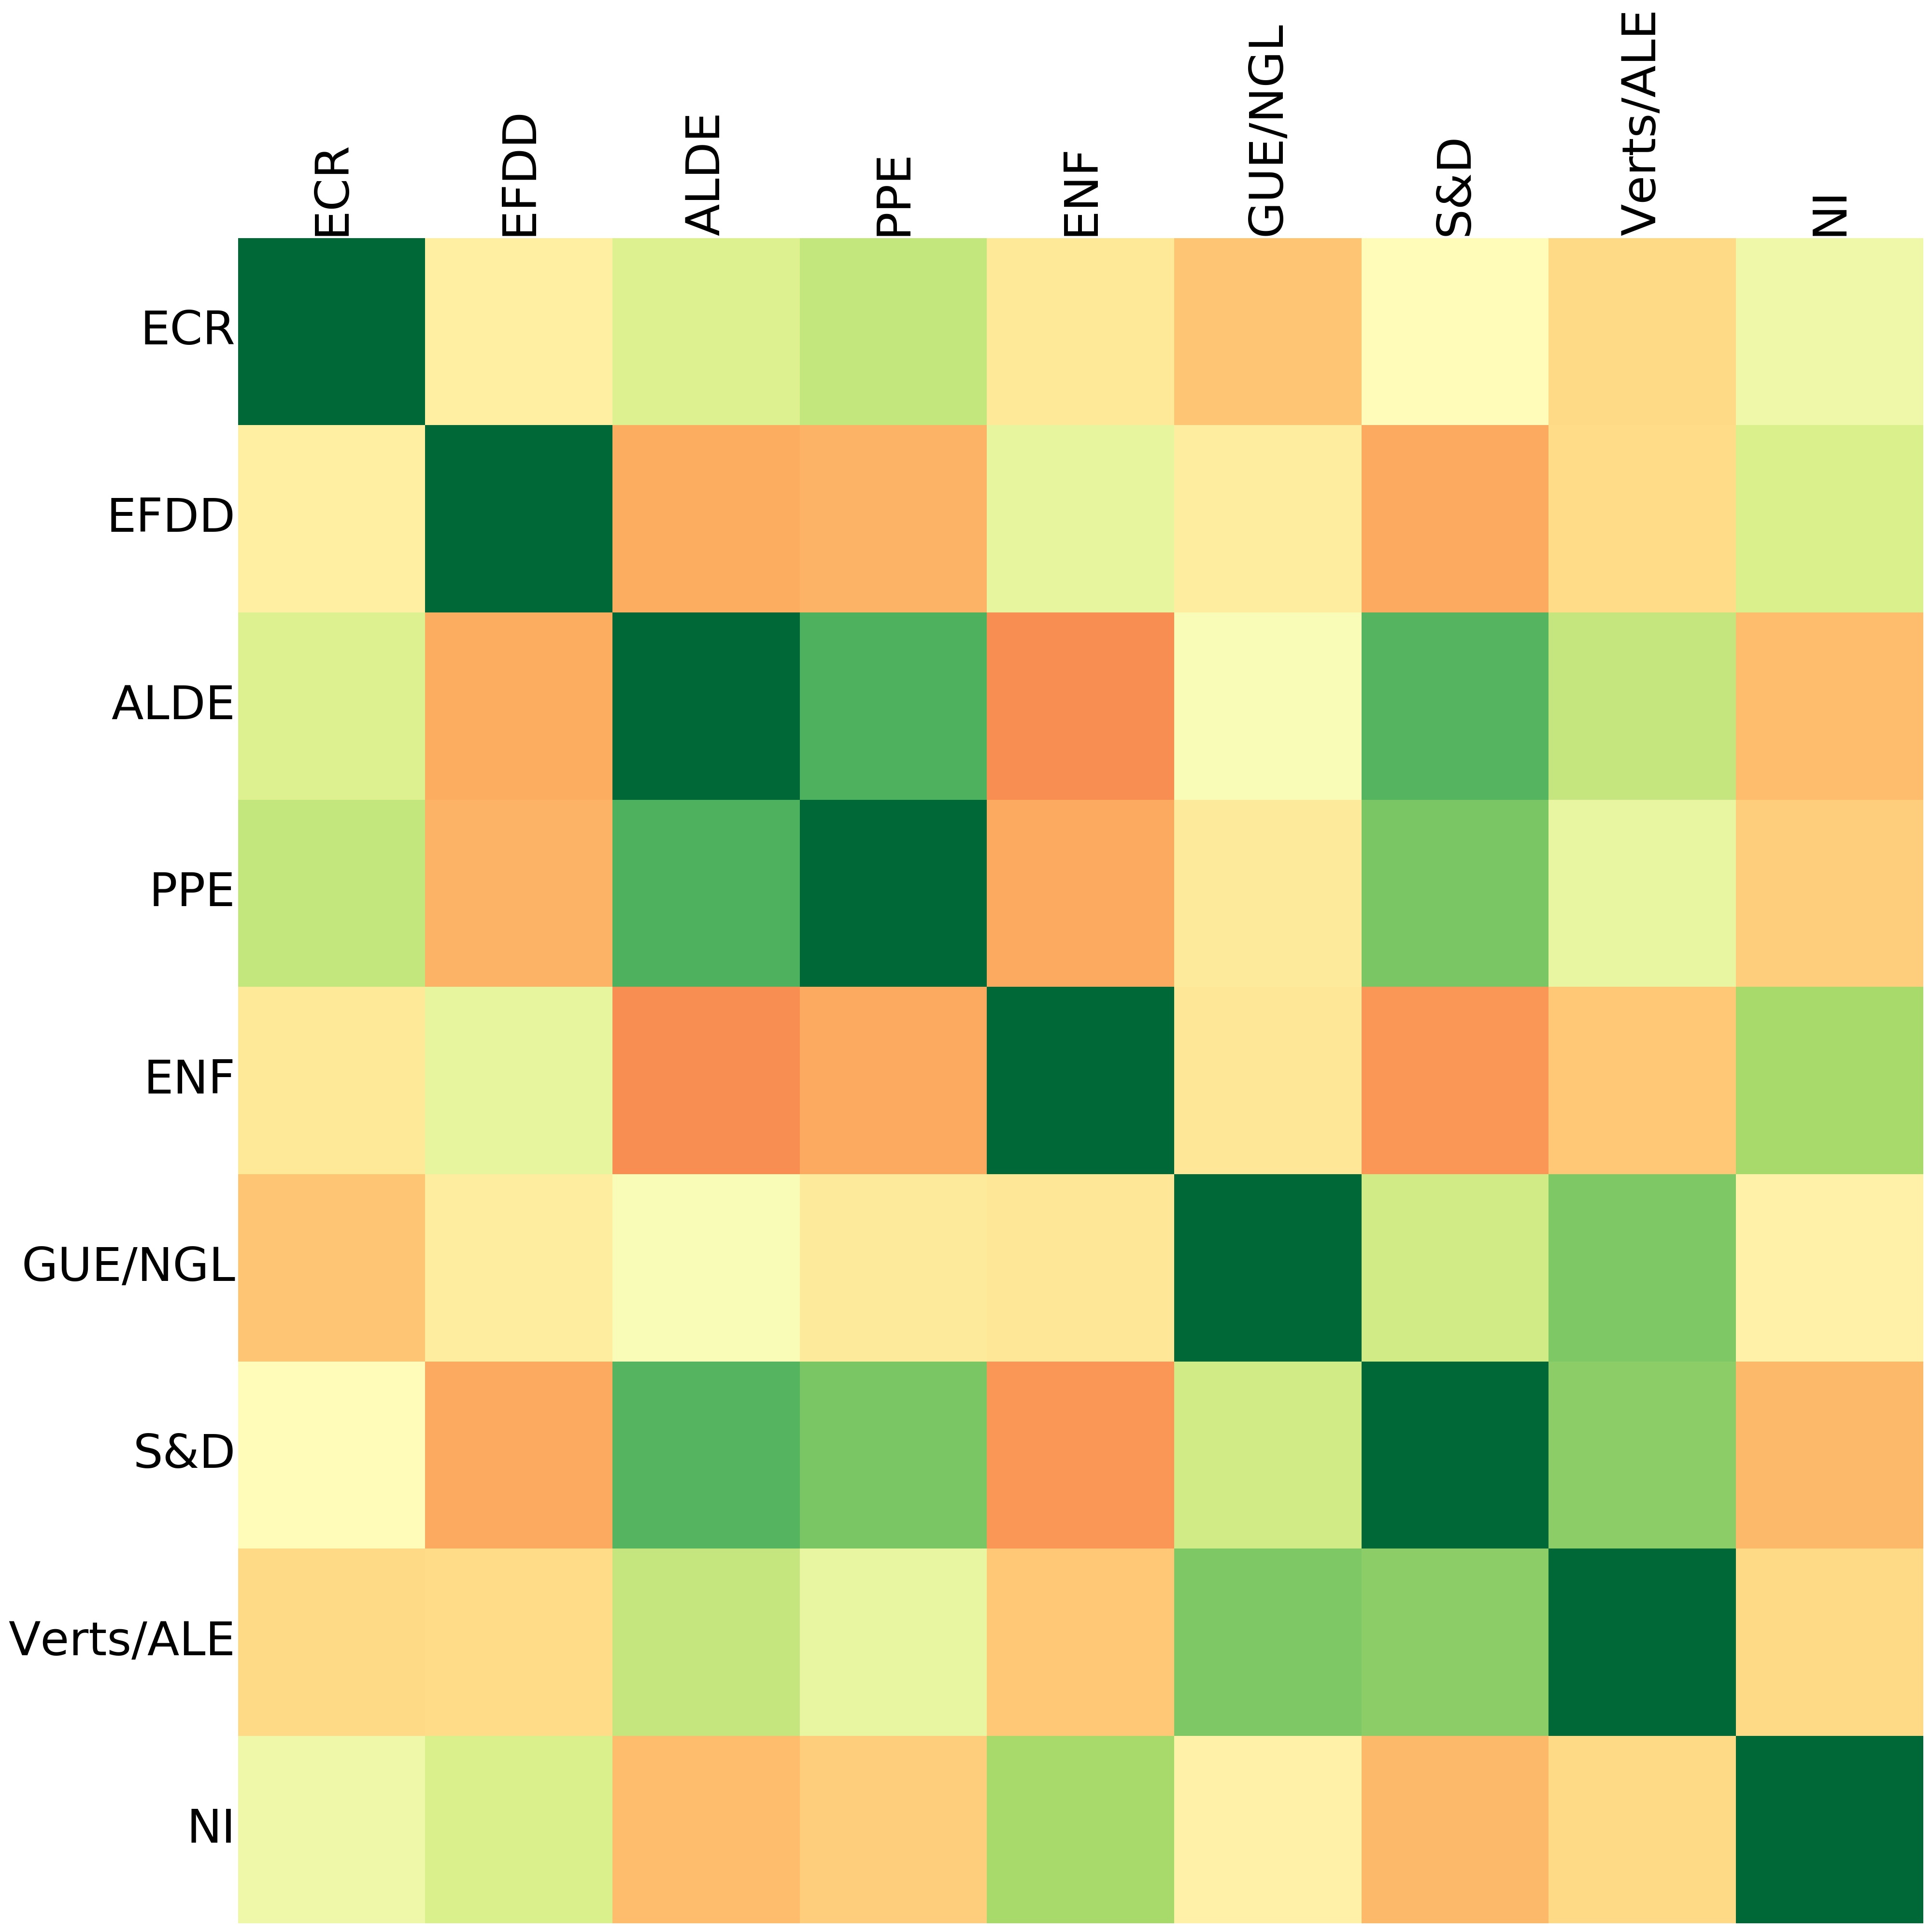 ECR
EFDD
ALDE
PPE
ENF
GUE/NGL
S&D
Verts/ALE
NI
ECR
EFDD
ALDE
PPE
ENF
GUE/NGL
S&D
Verts/ALE
NI